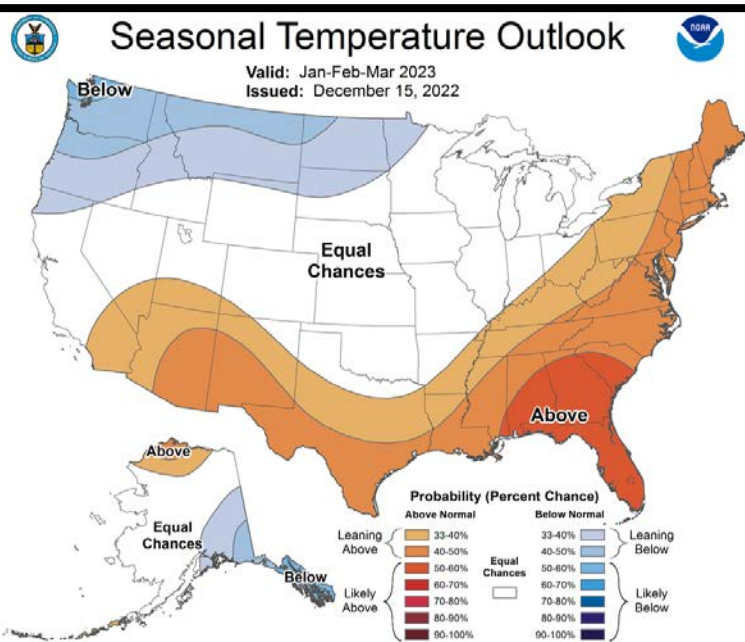 Seasonal Temperature Outlook
NOAA
Valid: Jan-Feb-Mar 2023
Issued: December 15, 2022
Below
Equal
Chances
Above
Above
Equal
Chances
Below
Probability (Percent Chance)
Above Normal
Below Normal
Leaning
Above
33-40%
40-50%
Likely
Above
50-60%
60-70%
70-80%
80-90%
90-100%
Equal
Chances
33-40%
40-50%
Leaning
Below
50-60%
60-70%
70-80%
80-90%
90-100%
Likely
Below